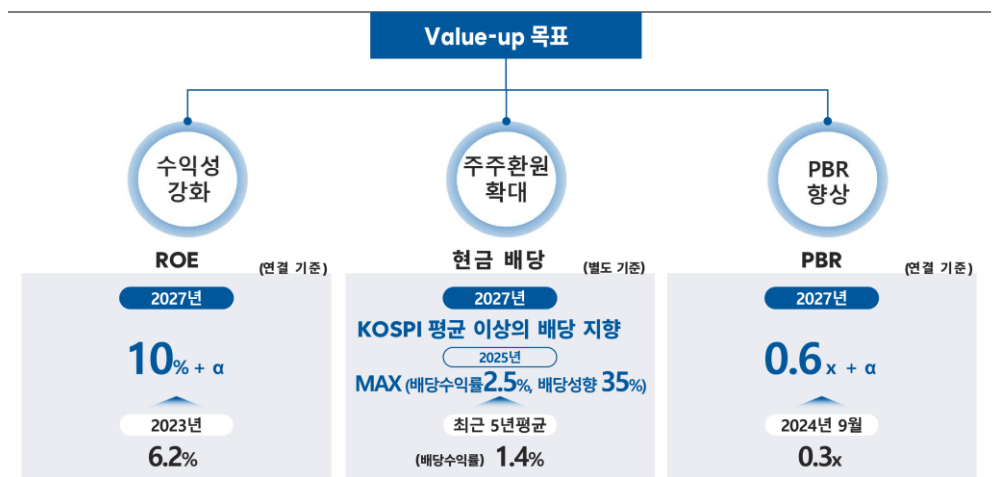 Value-up 목표
수익성
강화
주주환원
확대
PBR
향상
ROE
(연결 기준)
2027년
10% + α
2023년
6.2%
현금 배당
(별도 기준)
2027년
KOSPI 평균 이상의 배당 지향
2025년
MAX (배당수익률2.5%, 배당성향 35%)
최근 5년평균
(배당수익률) 1.4%
PBR
(연결 기준)
2027년
0.6 x + α
2024년 9월
0.3x